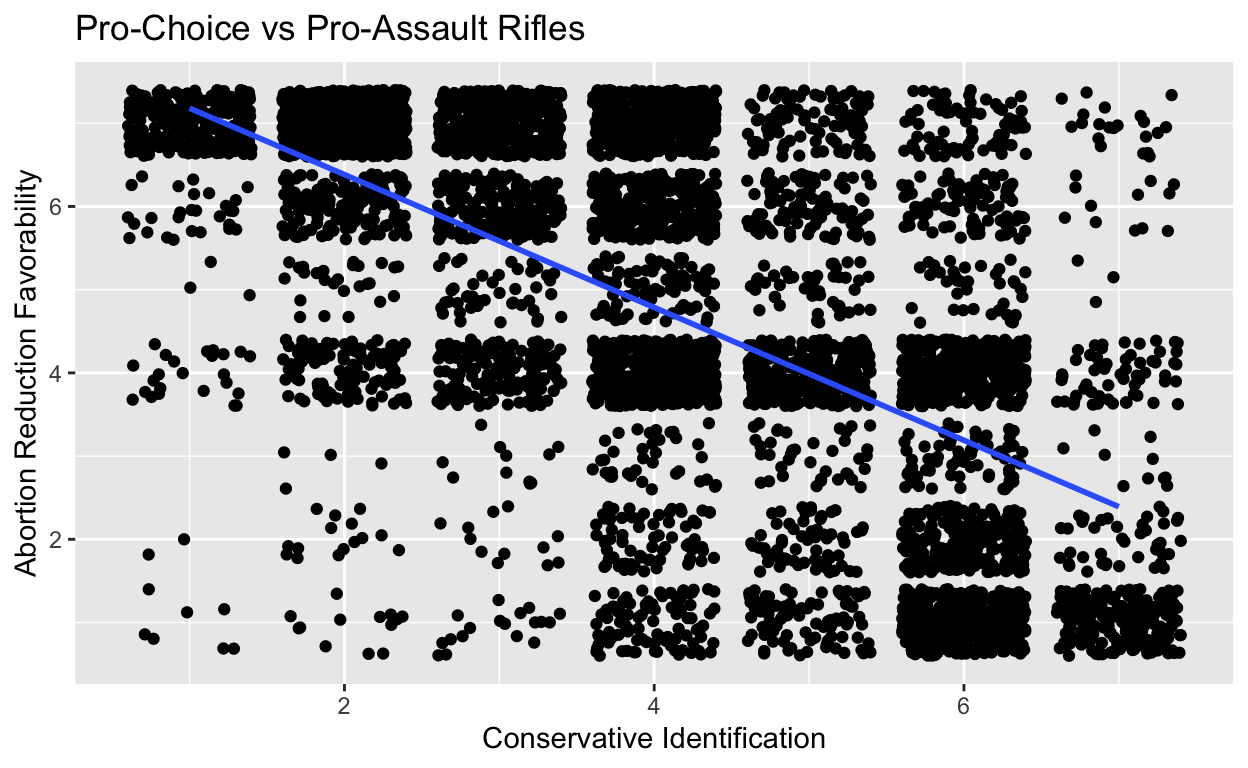 Pro-Choice vs Pro-Assault Rifles
Abortion Reduction Favorability
6
4
2
2
4
6
Conservative Identification